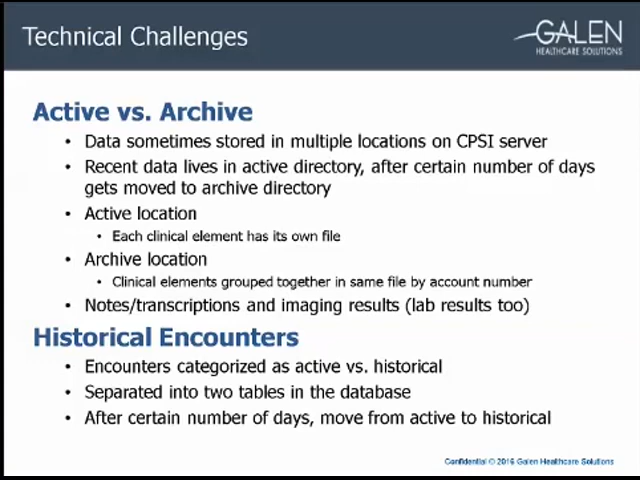 Technical Challenges
GALEN
HEALTHCARE SOLUTIONS
Active vs. Archive
• Data sometimes stored in multiple locations on CPSI server
• Recent data lives in active directory, after certain number of days
gets moved to archive directory
• Active location
• Each clinical element has its own file
• Archive location
• Clinical elements grouped together in same file by account number
• Notes/transcriptions and imaging results (lab results too)
Historical Encounters
• Encounters categorized as active vs. historical
• Separated into two tables in the database
• After certain number of days, move from active to historical
Confidential © 2016 Galen Healthcare Solutions